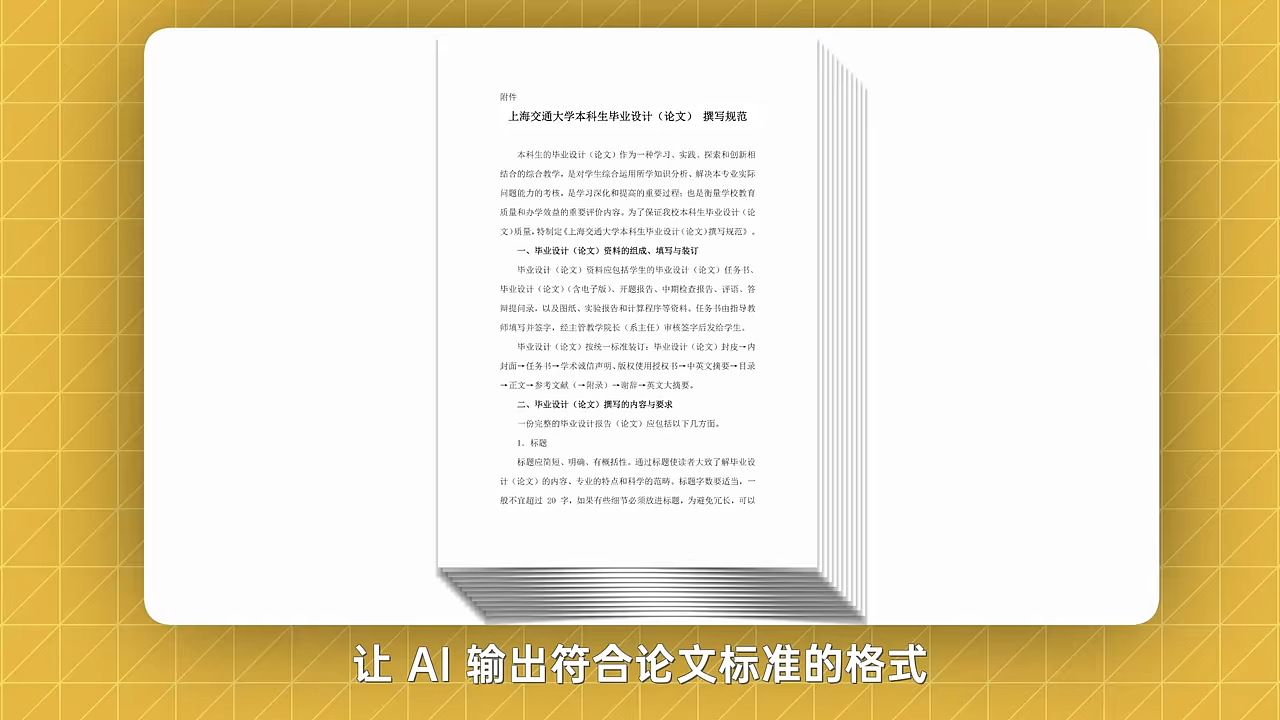 附件
上海交通大学本科生毕业设计（论文） 撰写规范
本科生的毕业设计（论文）作为一种学习、实践、探索和创新相
结合的综合教学，是对学生综合运用所学知识分析、解决本专业实际
问题能力的考核，是学习深化和提高的重要过程；也是衡量学校教育
质量和办学效益的重要评价内容。为了保证我校本科生毕业设计（论
文）质量，特制定《上海交通大学本科生毕业设计（论文）撰写规范》。
一、毕业设计（论文）资料的组成、填写与装订
毕业设计（论文）资料应包括学生的毕业设计（论文）任务书、
毕业设计（论文）（含电子版）、开题报告、中期检查报告、评语、答
辩提问录，以及图纸、实验报告和计算程序等资料。任务书由指导教
师填写并签字，经主管教学院长（系主任）审核签字后发给学生。
毕业设计（论文）按统一标准装订：毕业设计（论文）封皮→内
封面→任务书→学术诚信声明、版权使用授权书→中英文摘要→目录
→正文→参考文献（→附录）→谢辞→英文大摘要。
二、毕业设计（论文）撰写的内容与要求
一份完整的毕业设计报告（论文）应包括以下几方面。
1．标题
标题应简短、明确、有概括性。通过标题使读者大致了解毕业设
计（论文）的内容、专业的特点和科学的范畴。标题字数要适当，一
般不宜超过 20 字，如果有些细节必须放进标题，为避免冗长，可以
让 AI 输出符合论文标准的格式